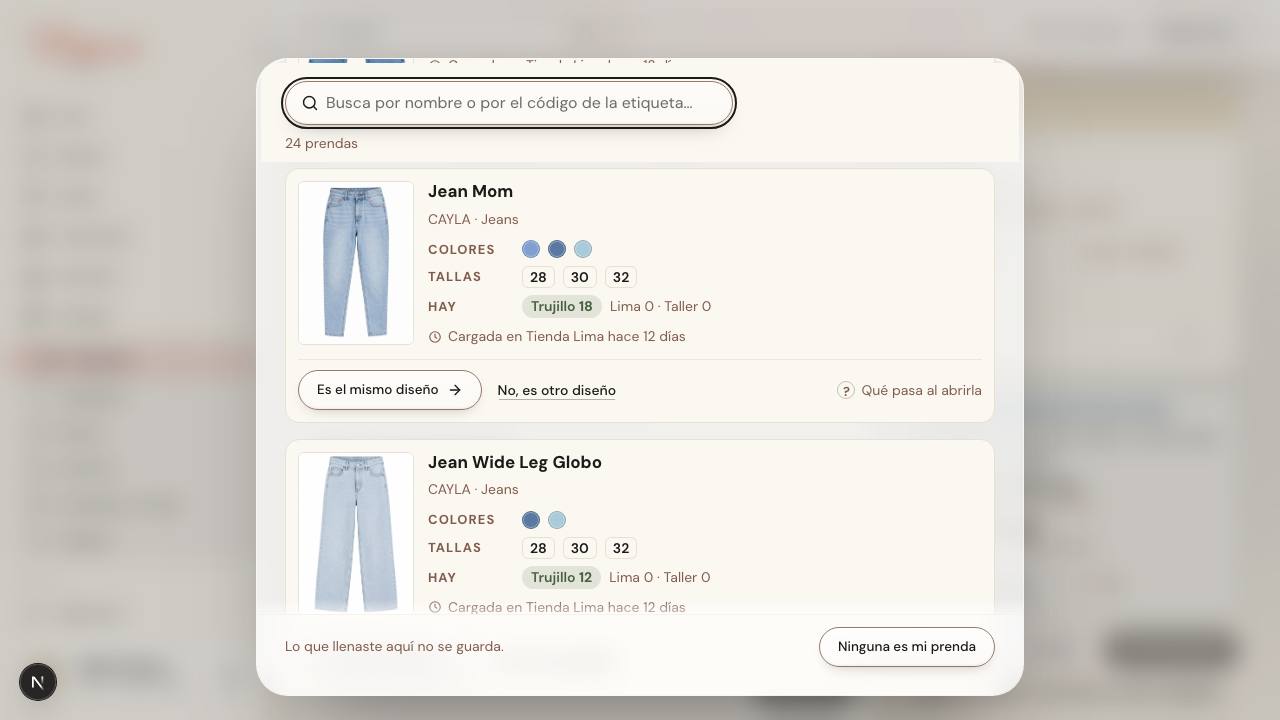 Busca por nombre o por el código de la etiqueta...
24 prendas
Jean Mom
CAYLA · Jeans
COLORES
TALLAS 28 30 32
HAY Trujillo 18 Lima 0 · Taller 0
Cargada en Tienda Lima hace 12 días
Es el mismo diseño → No, es otro diseño ? Qué pasa al abrirla
Jean Wide Leg Globo
CAYLA · Jeans
COLORES
TALLAS 28 30 32
HAY Trujillo 12 Lima 0 · Taller 0
Cargada en Tienda Lima hace 12 días
Lo que llenaste aquí no se guarda. Ninguna es mi prenda
N